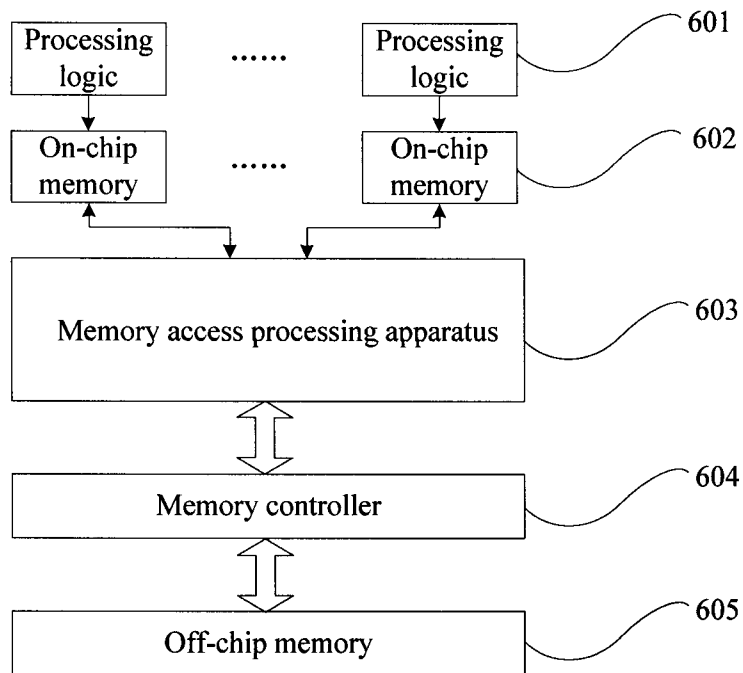 Processing
logic
......
Processing
logic
601
On-chip
memory
......
On-chip
memory
602
Memory access processing apparatus
603
Memory controller
604
Off-chip memory
605